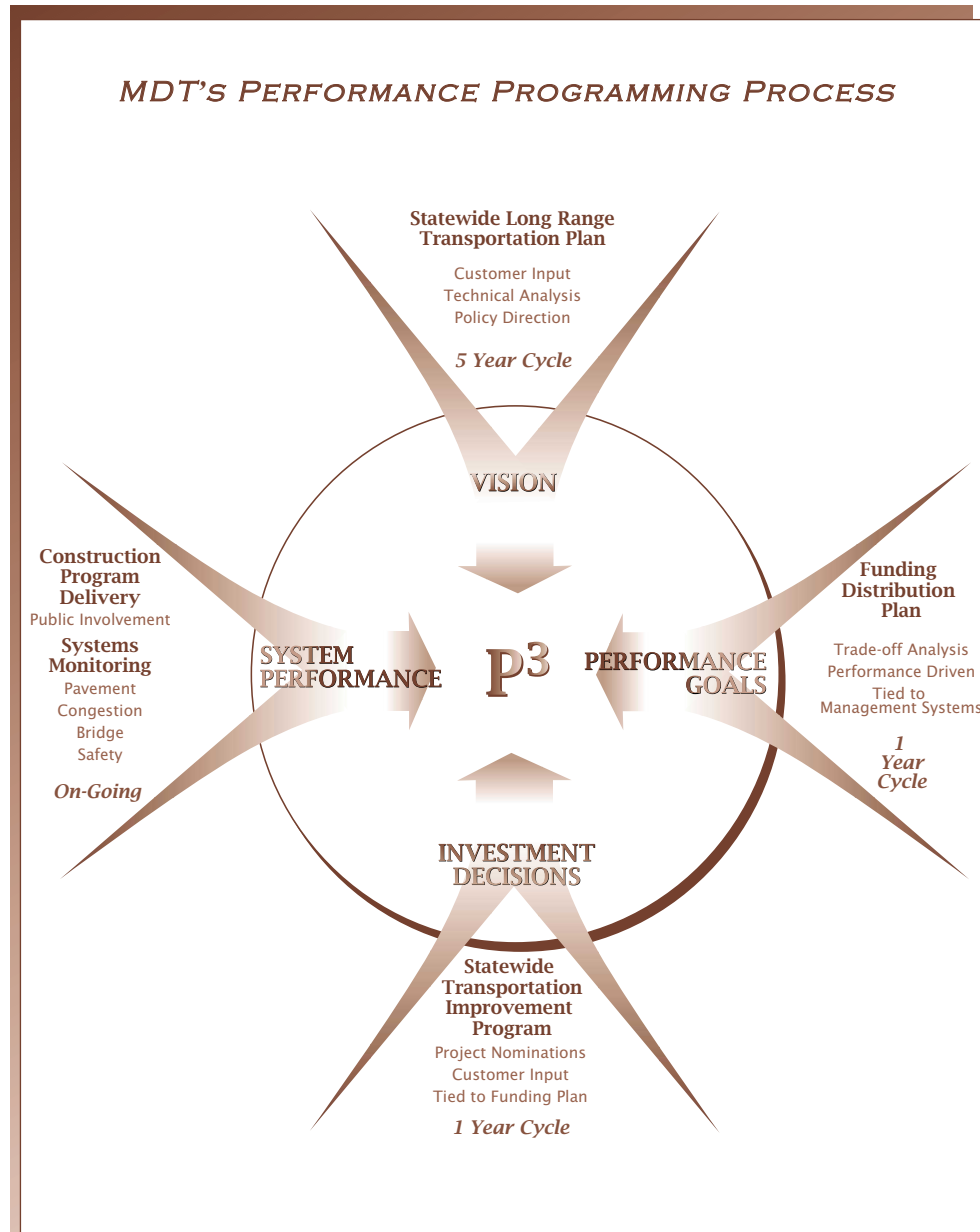 MDT'S PERFORMANCE PROGRAMMING PROCESS
Statewide Long Range
Transportation Plan
Customer Input
Technical Analysis
Policy Direction
5 Year Cycle
VISION
Construction
Program
Delivery
Public Involvement
Systems
Monitoring
Pavement
Congestion
Bridge
Safety
On-Going
SYSTEM
PERFORMANCE
P3
PERFORMANCE
GOALS
Funding
Distribution
Plan
Trade-off Analysis
Performance Driven
Tied to
Management Systems
1
Year
Cycle
INVESTMENT
DECISIONS
Statewide
Transportation
Improvement
Program
Project Nominations
Customer Input
Tied to Funding Plan
1 Year Cycle